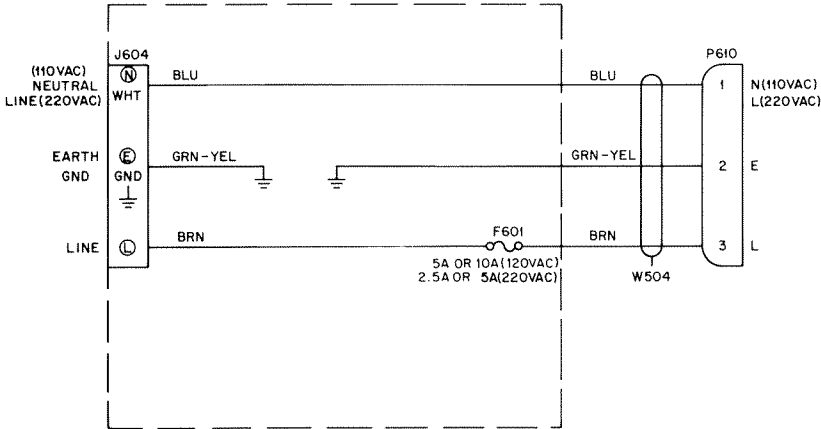 J604
P610
(110VAC)
NEUTRAL
LINE(220VAC)
N
WHT
BLU
BLU
1
N(110VAC)
L(220VAC)
EARTH
GND
E
GND
GRN-YEL
GRN-YEL
2
E
LINE
L
BRN
F601
5A OR 10A(120VAC)
2.5A OR 5A(220VAC)
BRN
3
L
W504